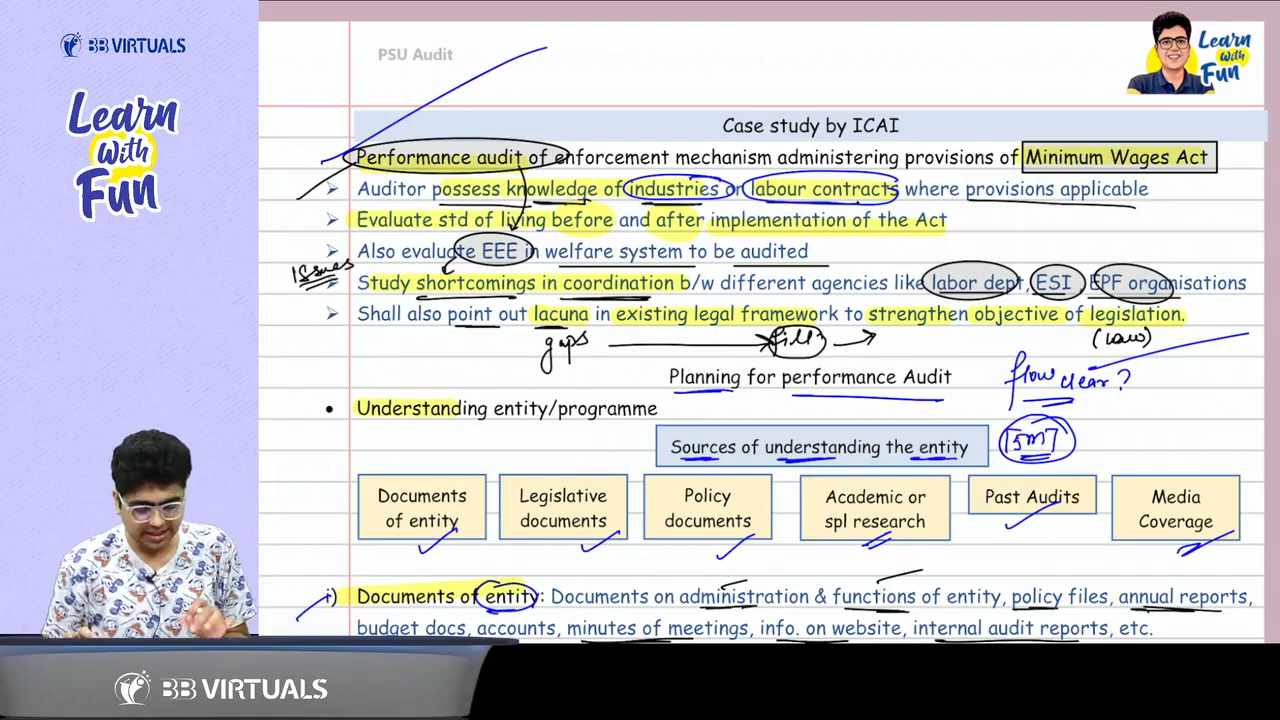 BB VIRTUALS
Learn
With
Fun
PSU Audit
Learn
With
Fun
Case study by ICAI
Performance audit of enforcement mechanism administering provisions of Minimum Wages Act
➢ Auditor possess knowledge of industries or labour contracts where provisions applicable
➢ Evaluate std of living before and after implementation of the Act
➢ Also evaluate EEE in welfare system to be audited
Issues
➢ Study shortcomings in coordination b/w different agencies like labor dept, ESI, EPF organisations
➢ Shall also point out lacuna in existing legal framework to strengthen objective of legislation.
gaps fill (law)
Planning for performance Audit
flow clear?
• Understanding entity/programme
Sources of understanding the entity
[5M]
Documents of entity
Legislative documents
Policy documents
Academic or spl research
Past Audits
Media Coverage
i) Documents of entity: Documents on administration & functions of entity, policy files, annual reports,
budget docs, accounts, minutes of meetings, info. on website, internal audit reports, etc.
BB VIRTUALS